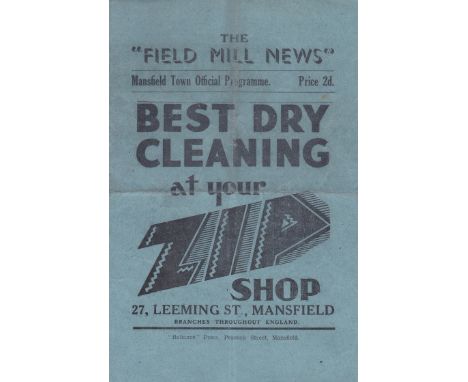 THE
"FIELD MILL NEWS"
Mansfield Town Official Programme. Price 2d.
BEST DRY
CLEANING
at your
ZIP
SHOP
27, LEEMING ST., MANSFIELD
BRANCHES THROUGHOUT ENGLAND.
Press, Street, Mansfield.